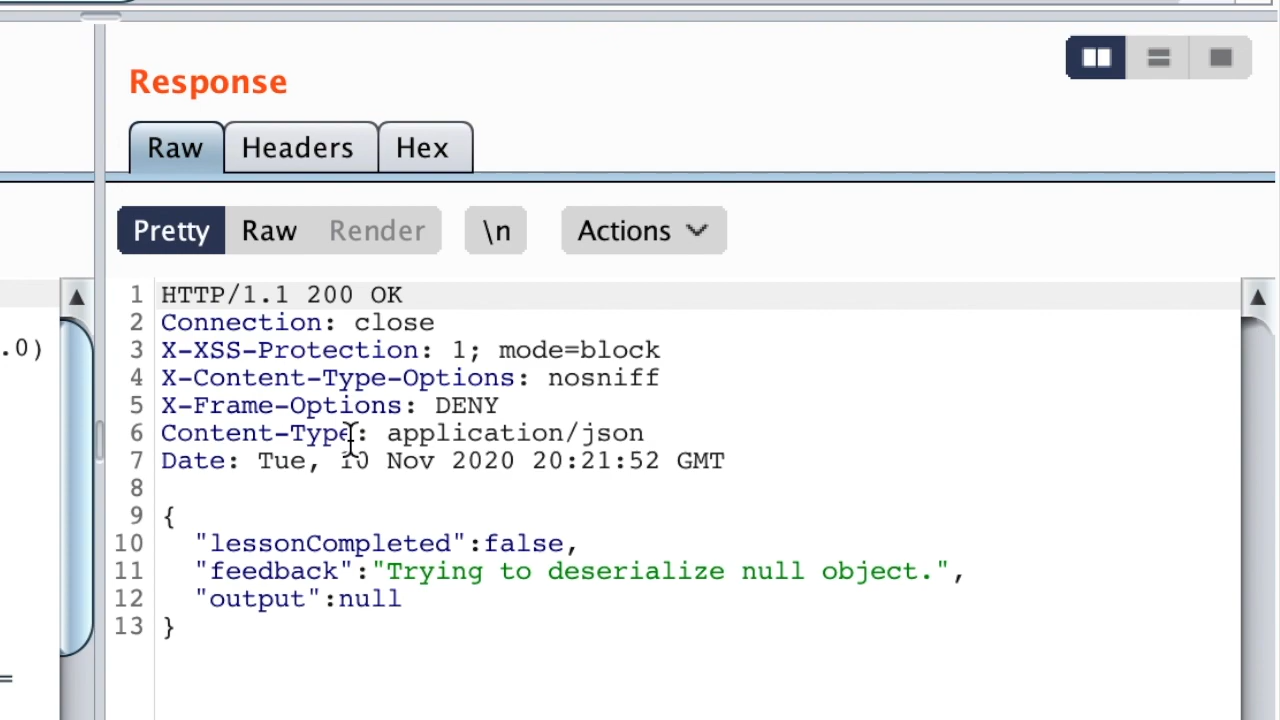 Response
Raw Headers Hex
Pretty Raw Render \n Actions
.0)
=
1 HTTP/1.1 200 OK
2 Connection: close
3 X-XSS-Protection: 1; mode=block
4 X-Content-Type-Options: nosniff
5 X-Frame-Options: DENY
6 Content-Type: application/json
7 Date: Tue, 10 Nov 2020 20:21:52 GMT
8
9 {
10 "lessonCompleted":false,
11 "feedback":"Trying to deserialize null object.",
12 "output":null
13 }